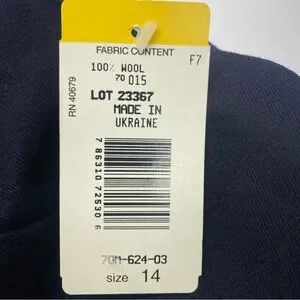 FABRIC CONTENT
F7
100% WOOL
70 015
RN 40679
LOT 23367
MADE IN
UKRAINE
7 86310 72530 6
70M-624-03
size 14